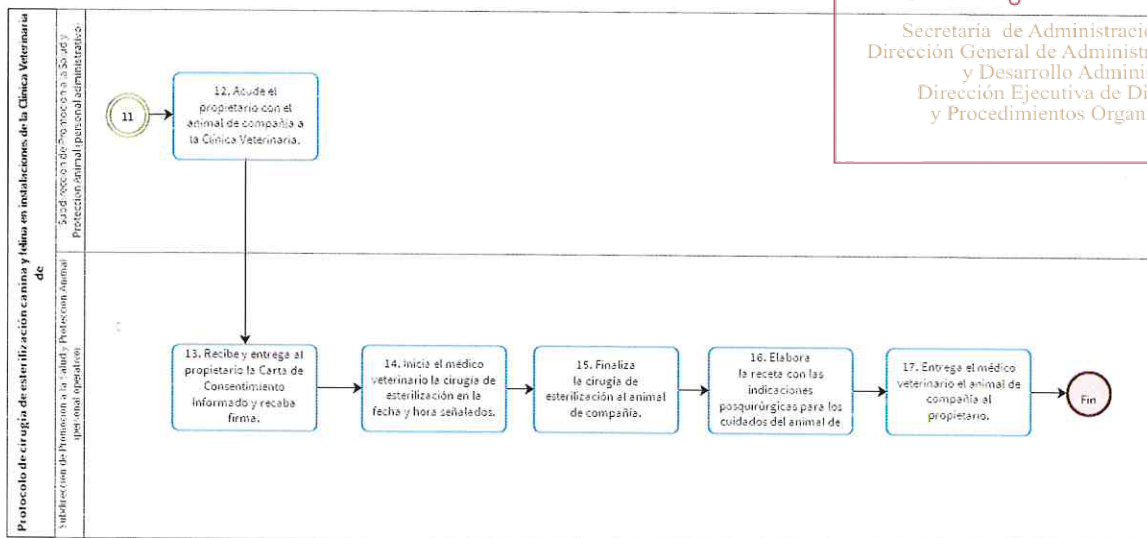 Secretaría de Administració
Dirección General de Administr
y Desarrollo Admini
Dirección Ejecutiva de Di
y Procedimientos Organ
Protocolo de cirugía de esterilización canina y felina en instalaciones de la Clínica Veterinaria
de
Subdirección de Promoción a la Salud y
Protección Animal (personal administrativo)
11
12. Acude el
propietario con el
animal de compañía a
la Clínica Veterinaria.
Subdirección de Promoción a la Salud y Protección Animal
(personal operativo)
13. Recibe y entrega al
propietario la Carta de
Consentimiento
Informado y recaba
firma.
14. Inicia el médico
veterinario la cirugía de
esterilización en la
fecha y hora señalados.
15. Finaliza
la cirugía de
esterilización al animal
de compañía.
16. Elabora
la receta con las
indicaciones
posquirúrgicas para los
cuidados del animal de
17. Entrega el médico
veterinario el animal de
compañía al
propietario.
Fin